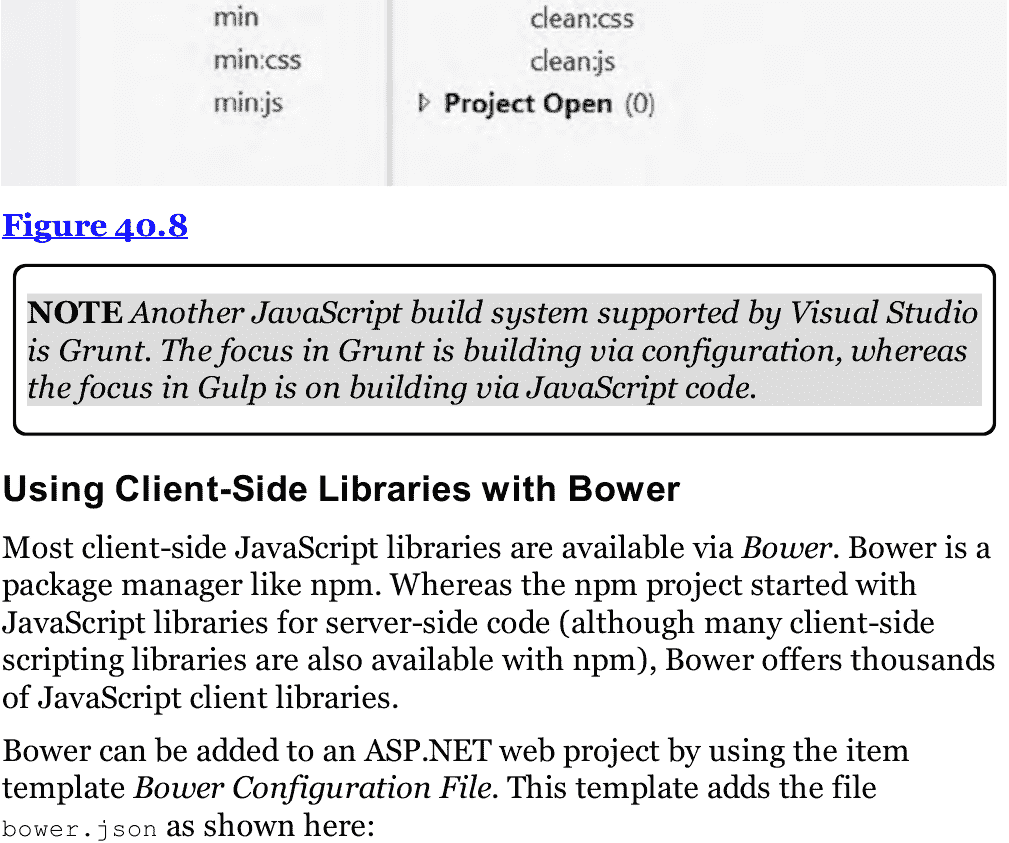 min
min:css
min:js
clean:css
clean:js
Project Open (0)
Figure 40.8
NOTE Another JavaScript build system supported by Visual Studio
is Grunt. The focus in Grunt is building via configuration, whereas
the focus in Gulp is on building via JavaScript code.
Using Client-Side Libraries with Bower
Most client-side JavaScript libraries are available via Bower. Bower is a
package manager like npm. Whereas the npm project started with
JavaScript libraries for server-side code (although many client-side
scripting libraries are also available with npm), Bower offers thousands
of JavaScript client libraries.
Bower can be added to an ASP.NET web project by using the item
template Bower Configuration File. This template adds the file
bower.json as shown here: